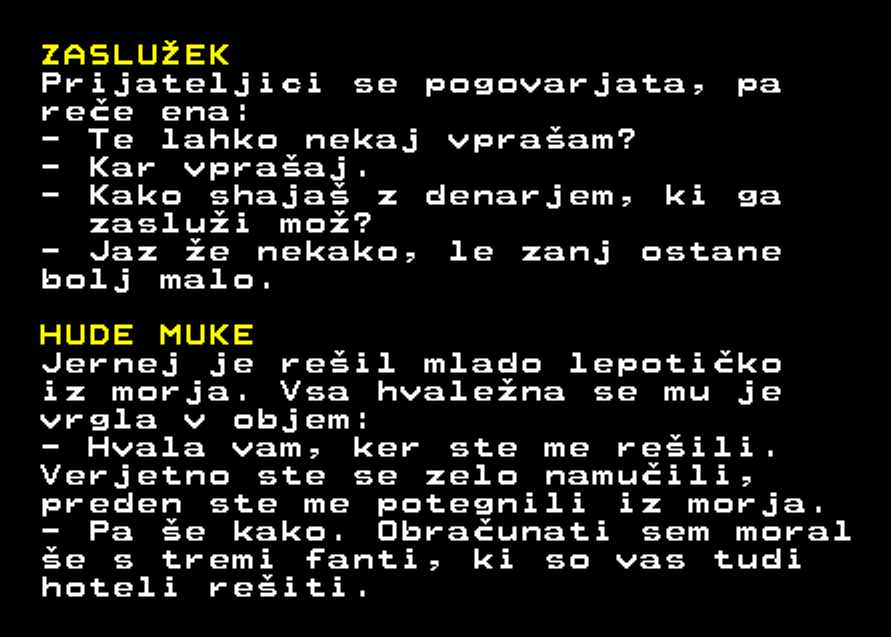 ZASLUŽEK
Prijateljici se pogovarjata, pa
reče ena:
- Te lahko nekaj vprašam?
- Kar vprašaj.
- Kako shajaš z denarjem, ki ga
zasluži mož?
- Jaz že nekako, le zanj ostane
bolj malo.
HUDE MUKE
Jernej je rešil mlado lepotičko
iz morja. Vsa hvaležna se mu je
vrgla v objem:
- Hvala vam, ker ste me rešili.
Verjetno ste se zelo namučili,
preden ste me potegnili iz morja.
- Pa še kako. Obračunati sem moral
še s tremi fanti, ki so vas tudi
hoteli rešiti.